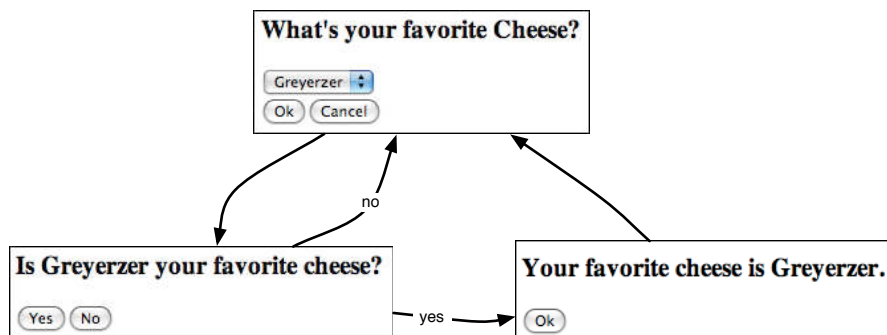 What's your favorite Cheese?
Greyerzer
Ok Cancel
no
Is Greyerzer your favorite cheese?
Yes No
yes
Your favorite cheese is Greyerzer.
Ok